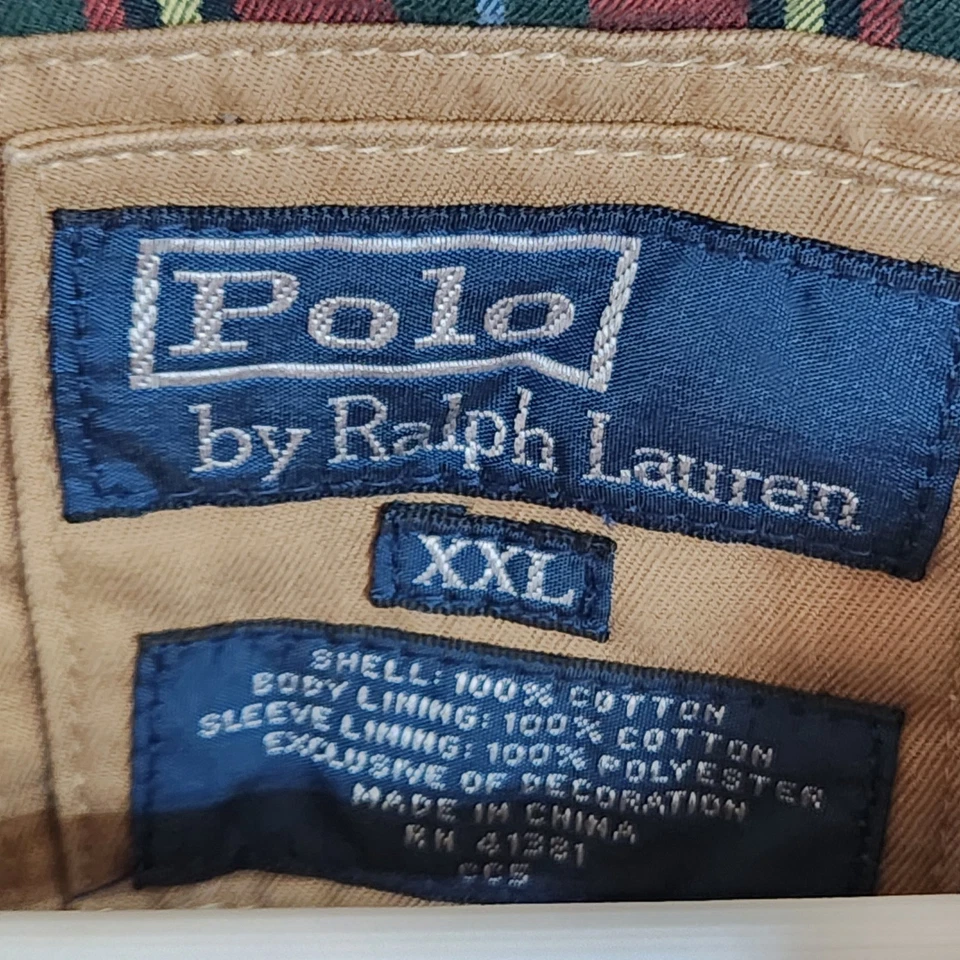 Polo
by Ralph Lauren
XXL
SHELL: 100% COTTON
BODY LINING: 100% COTTON
SLEEVE LINING: 100% POLYESTER
EXCLUSIVE OF DECORATION
MADE IN CHINA
RN 41381
CC5